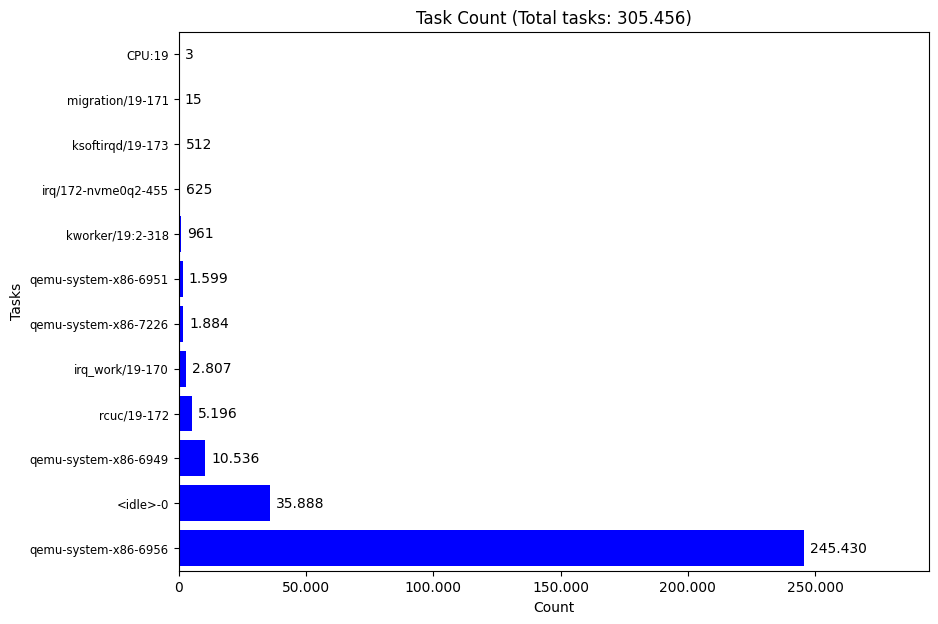 Task Count (Total tasks: 305.456)
CPU:19 3
migration/19-171 15
ksoftirqd/19-173 512
irq/172-nvme0q2-455 625
kworker/19:2-318 961
qemu-system-x86-6951 1.599
qemu-system-x86-7226 1.884
irq_work/19-170 2.807
rcuc/19-172 5.196
qemu-system-x86-6949 10.536
<idle>-0 35.888
qemu-system-x86-6956 245.430
Tasks
0 50.000 100.000 150.000 200.000 250.000
Count